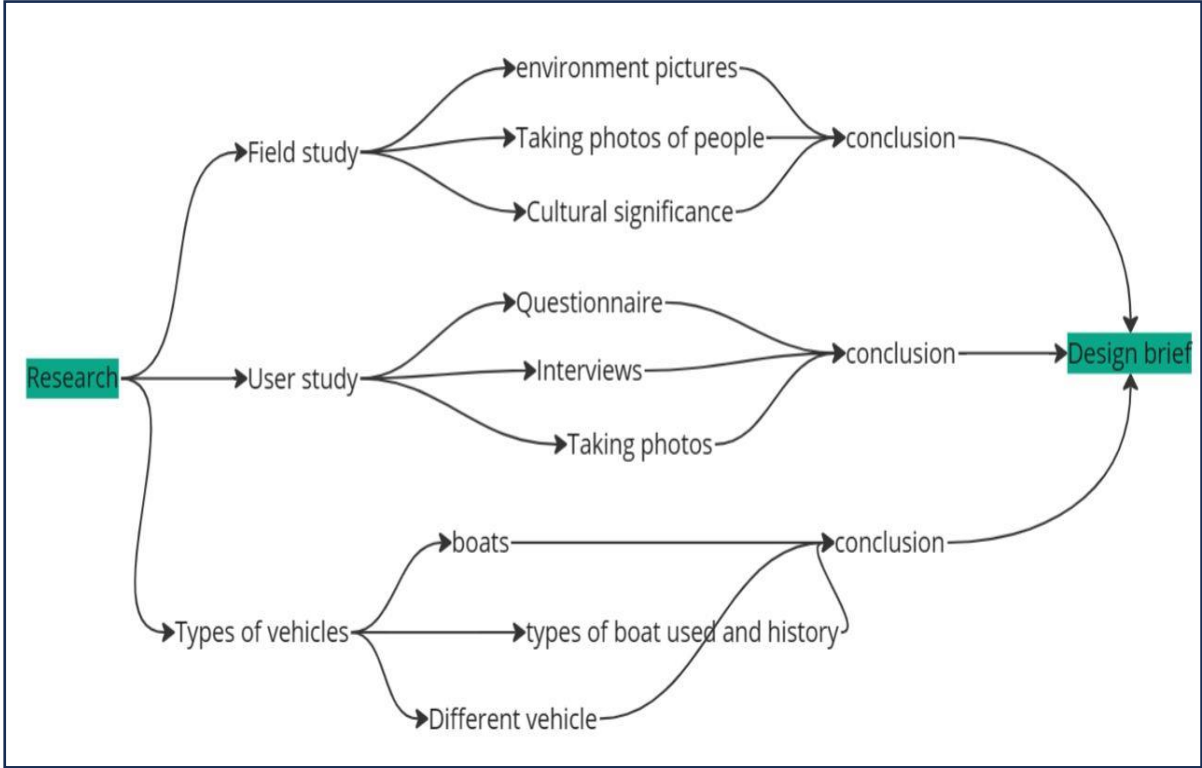 environment pictures
Taking photos of people
conclusion
Field study
Cultural significance
Questionnaire
conclusion
Design brief
Research
User study
Interviews
Taking photos
boats
conclusion
Types of vehicles
types of boat used and history
Different vehicle